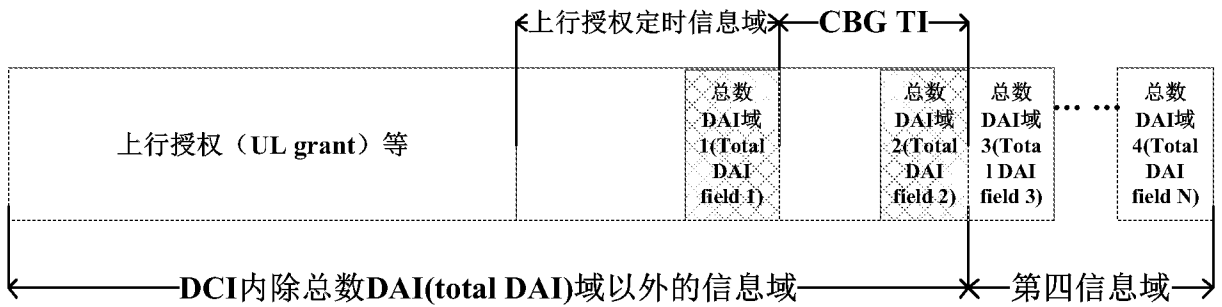 上行授权定时信息域
CBG TI
上行授权（UL grant）等
总数
DAI域
1(Total
DAI
field 1)
总数
DAI域
2(Total
DAI
field 2)
总数
DAI域
3(Tota
l DAI
field 3)
… …
总数
DAI域
4(Total
DAI
field N)
DCI内除总数DAI(total DAI)域以外的信息域
第四信息域